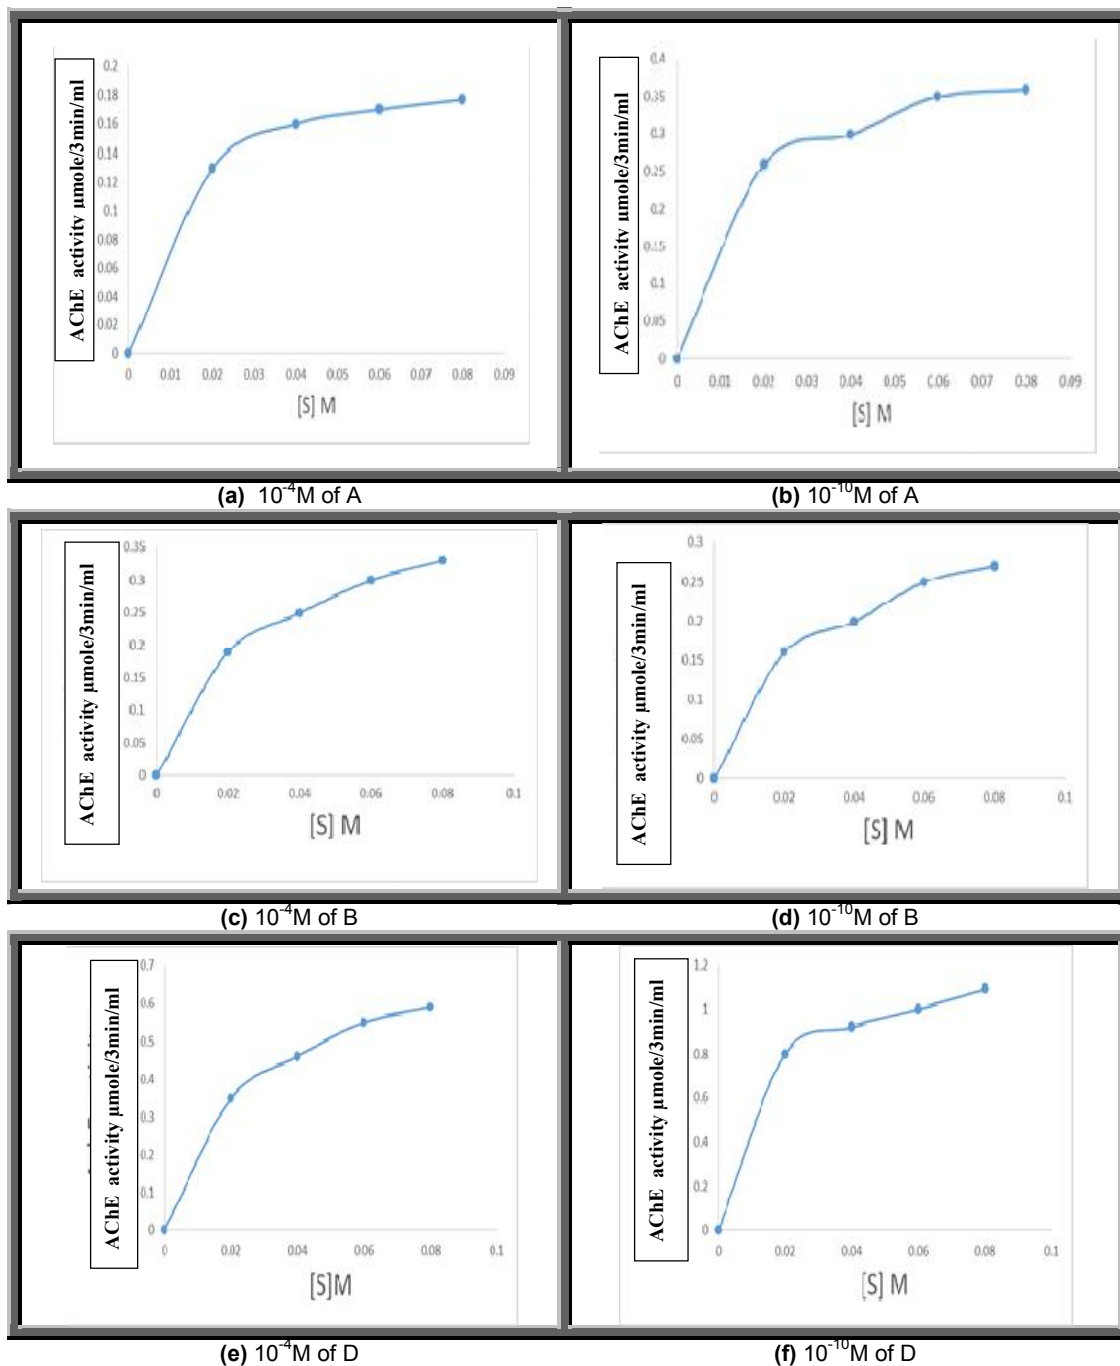 AChE activity µmole/3min/ml
0.2
0.18
0.16
0.14
0.12
0.1
0.08
0.06
0.04
0.02
0
0 0.01 0.02 0.03 0.04 0.05 0.06 0.07 0.08 0.09
[S] M
(a) 10⁻⁴M of A
AChE activity µmole/3min/ml
0.4
0.35
0.3
0.25
0.2
0.15
0.1
0.05
0
0 0.01 0.02 0.03 0.04 0.05 0.06 0.07 0.08 0.09
[S] M
(b) 10⁻¹⁰M of A
AChE activity µmole/3min/ml
0.35
0.3
0.25
0.2
0.15
0.1
0.05
0
0 0.02 0.04 0.06 0.08 0.1
[S] M
(c) 10⁻⁴M of B
AChE activity µmole/3min/ml
0.3
0.25
0.2
0.15
0.1
0.05
0
0 0.02 0.04 0.06 0.08 0.1
[S] M
(d) 10⁻¹⁰M of B
AChE activity µmole/3min/ml
0.7
0.6
0.5
0.4
0.3
0.2
0.1
0
0 0.02 0.04 0.06 0.08 0.1
[S]M
(e) 10⁻⁴M of D
AChE activity µmole/3min/ml
1.2
1
0.8
0.6
0.4
0.2
0
0 0.02 0.04 0.06 0.08 0.1
[S] M
(f) 10⁻¹⁰M of D